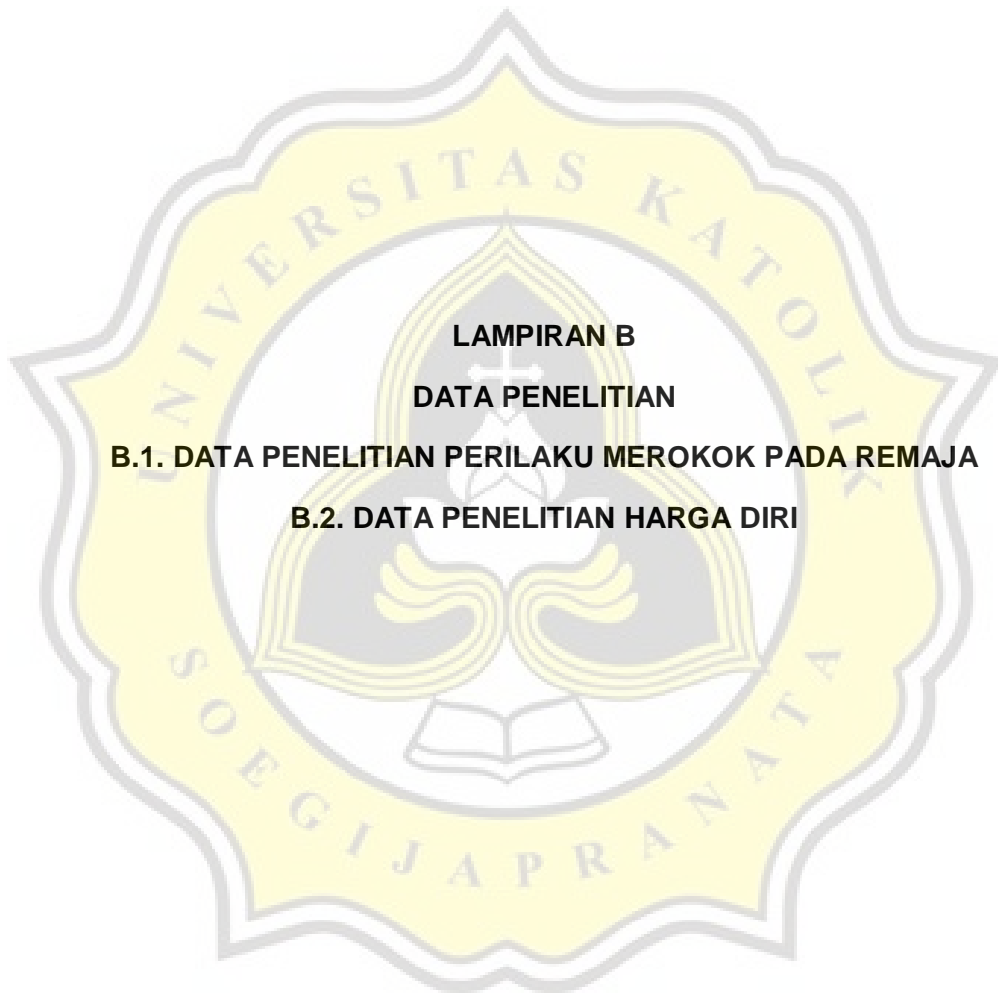 UNIVERSITAS KATOLIK
LAMPIRAN B
DATA PENELITIAN
B.1. DATA PENELITIAN PERILAKU MEROKOK PADA REMAJA
B.2. DATA PENELITIAN HARGA DIRI
SOEGIJAPRANATA